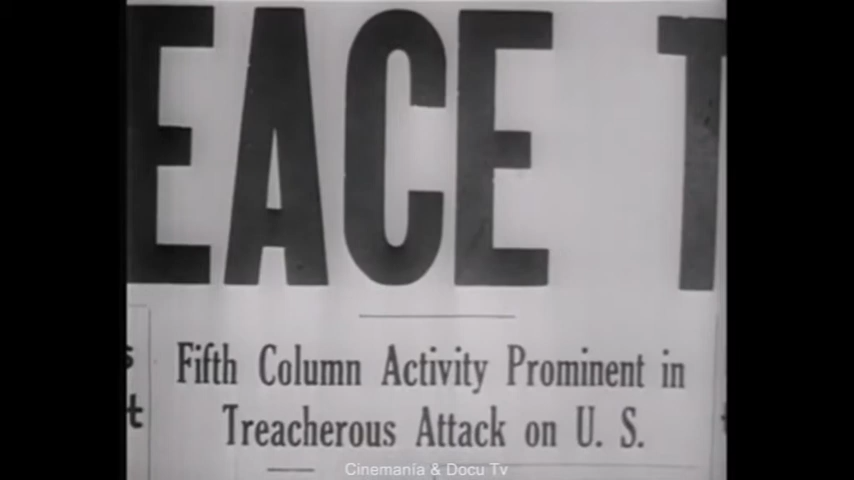 EACE T
Fifth Column Activity Prominent in
Treacherous Attack on U. S.
s
t
Cinemanía & Docu Tv